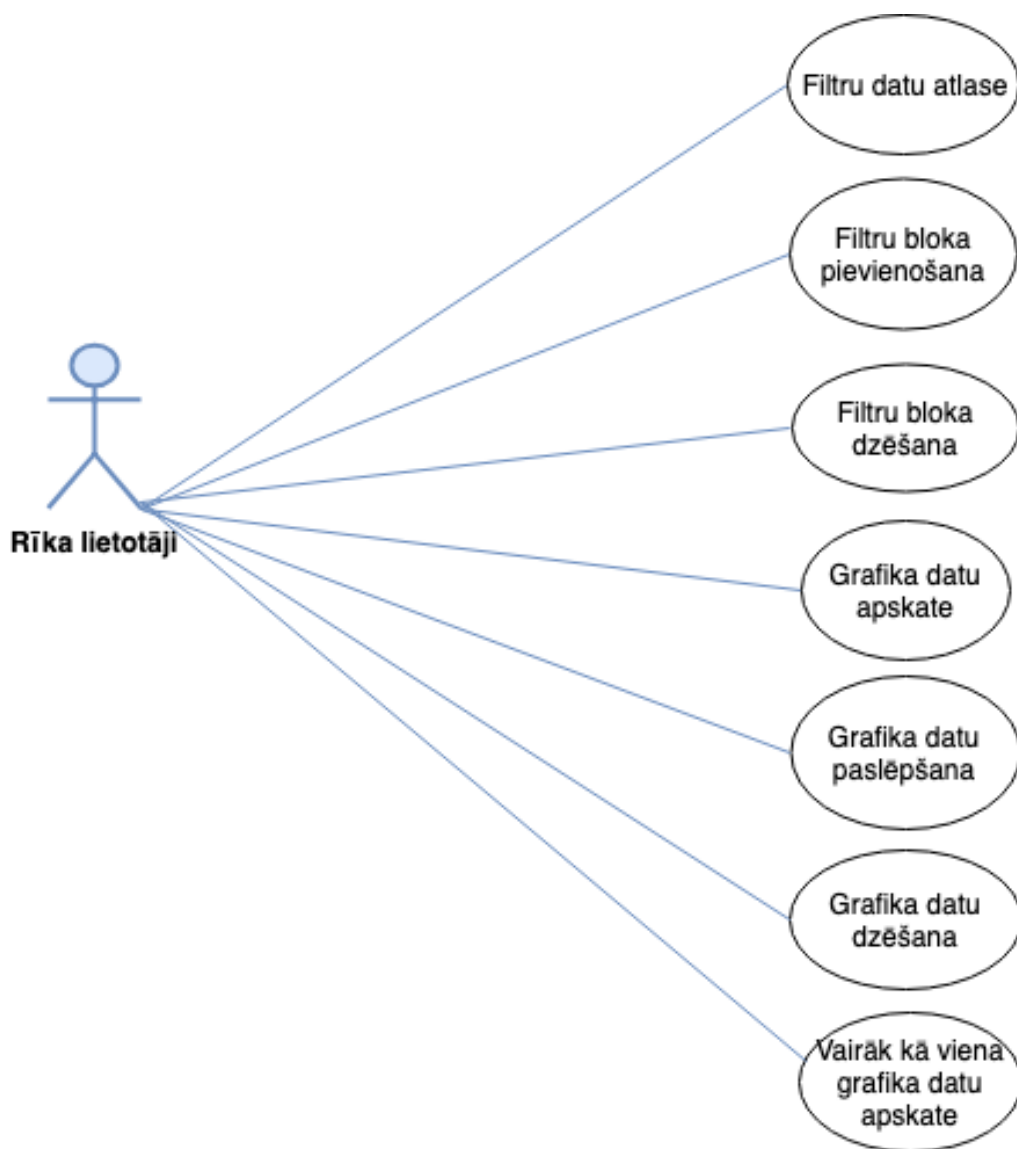 Filtru datu atlase
Filtru bloka
pievienošana
Filtru bloka
dzēšana
Rīka lietotāji
Grafika datu
apskate
Grafika datu
paslēpšana
Grafika datu
dzēšana
Vairāk kā viena
grafika datu
apskate